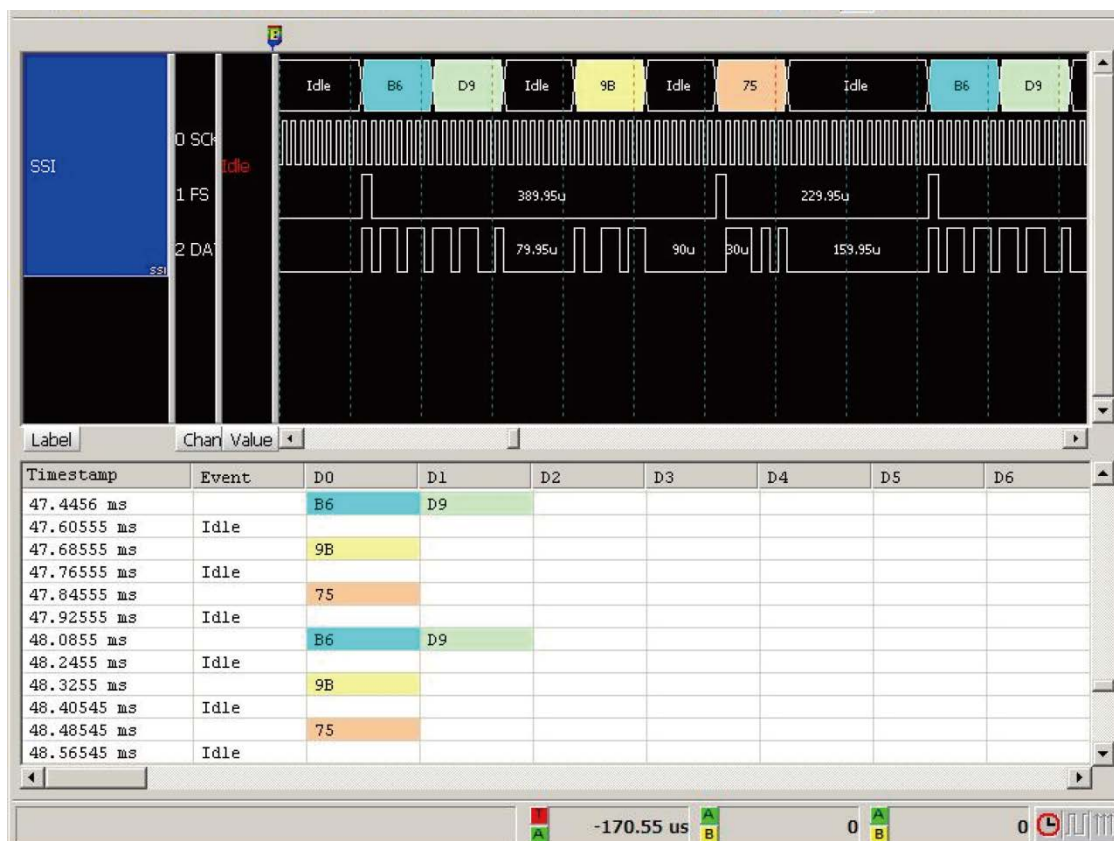 Idle B6 D9 Idle 9B Idle 75 Idle B6 D9
0 SCK
SSI Idle
1 FS 389.95u 229.95u
2 DA 79.95u 90u 30u 159.95u
SSI
Label Chan Value
Timestamp Event D0 D1 D2 D3 D4 D5 D6
47.4456 ms B6 D9
47.60555 ms Idle
47.68555 ms 9B
47.76555 ms Idle
47.84555 ms 75
47.92555 ms Idle
48.0855 ms B6 D9
48.2455 ms Idle
48.3255 ms 9B
48.40545 ms Idle
48.48545 ms 75
48.56545 ms Idle
T A -170.55 us A B 0 A B 0